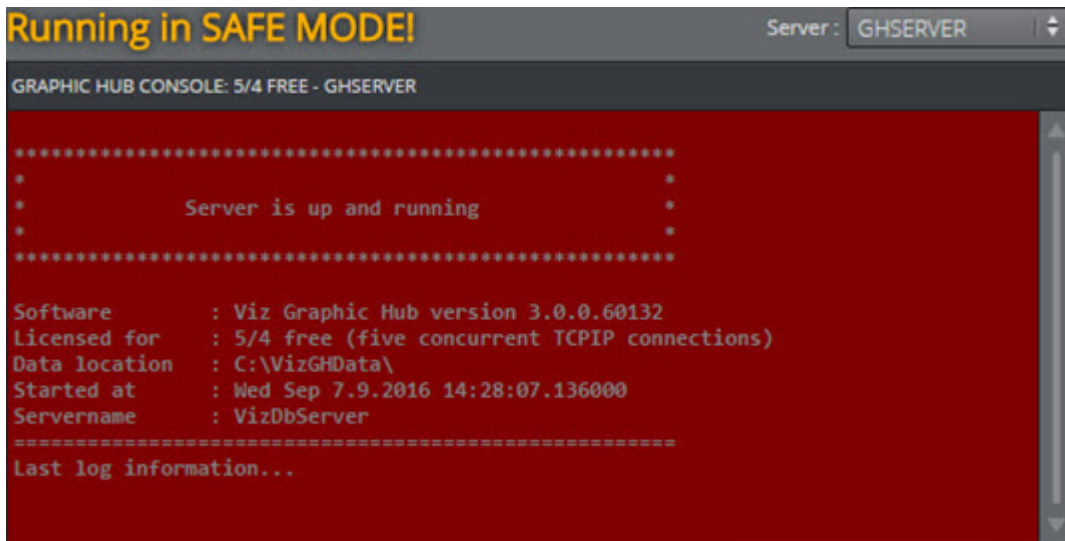 Running in SAFE MODE!
Server : GHSERVER
GRAPHIC HUB CONSOLE: 5/4 FREE - GHSERVER
******************************************************
*                                                    *
*             Server is up and running               *
*                                                    *
******************************************************
Software        : Viz Graphic Hub version 3.0.0.60132
Licensed for    : 5/4 free (five concurrent TCPIP connections)
Data location   : C:\VizGHData\
Started at      : Wed Sep 7.9.2016 14:28:07.136000
Servername      : VizDbServer
======================================================
Last log information...